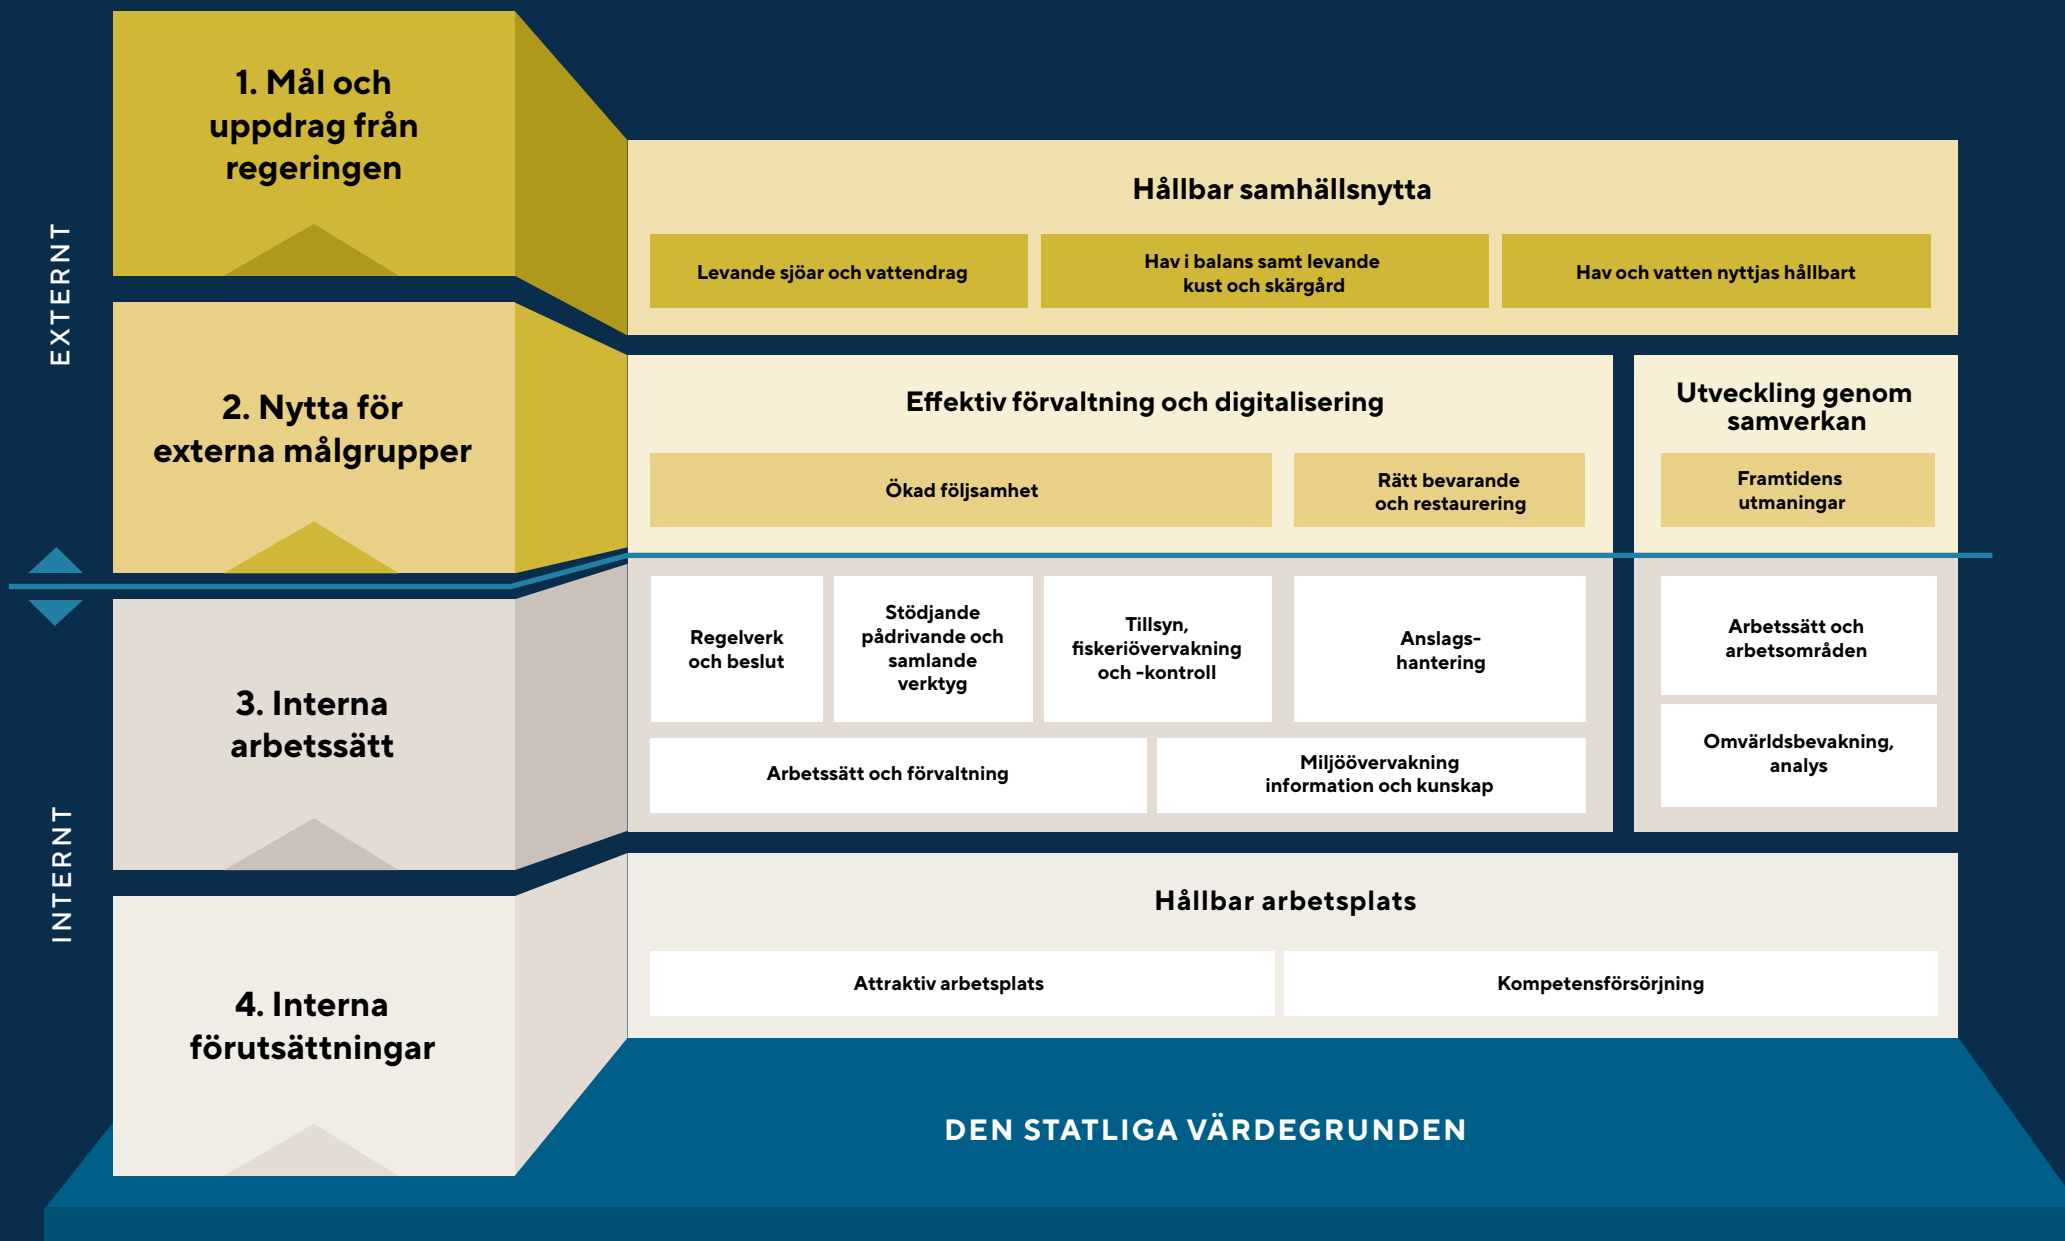 EXTERNT
1. Mål och
uppdrag från
regeringen
Hållbar samhällsnytta
Levande sjöar och vattendrag
Hav i balans samt levande
kust och skärgård
Hav och vatten nyttjas hållbart
2. Nytta för
externa målgrupper
Effektiv förvaltning och digitalisering
Ökad följsamhet
Rätt bevarande
och restaurering
Utveckling genom
samverkan
Framtidens
utmaningar
INTERNT
3. Interna
arbetssätt
Regelverk
och beslut
Stödjande
pådrivande och
samlande
verktyg
Tillsyn,
fiskeriövervakning
och -kontroll
Anslags-
hantering
Arbetssätt och förvaltning
Miljöövervakning
information och kunskap
Arbetssätt och
arbetsområden
Omvärldsbevakning,
analys
4. Interna
förutsättningar
Hållbar arbetsplats
Attraktiv arbetsplats
Kompetensförsörjning
DEN STATLIGA VÄRDEGRUNDEN